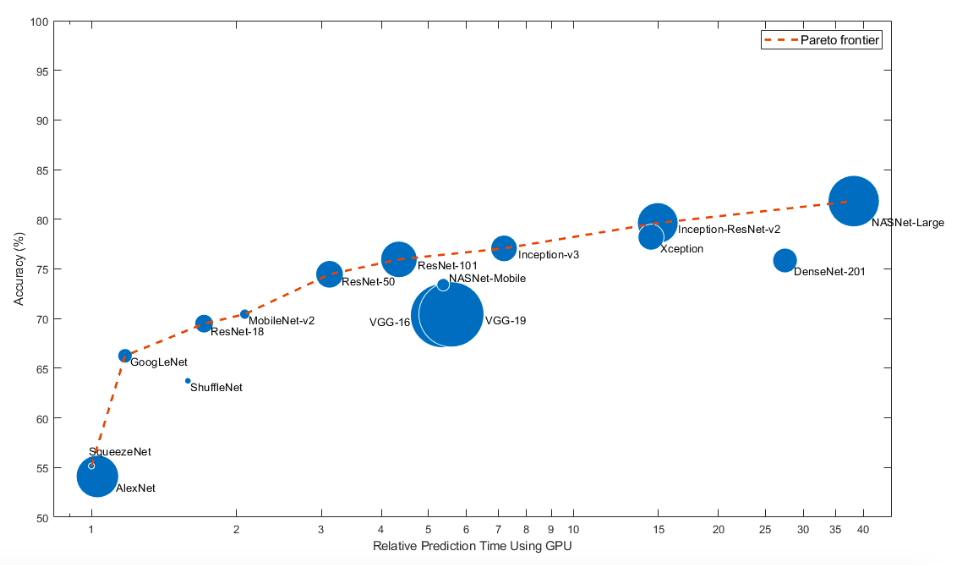 Pareto frontier
Accuracy (%)
100
95
90
85
80
75
70
65
60
55
50
NASNet-Large
Inception-ResNet-v2
Xception
Inception-v3
DenseNet-201
ResNet-101
NASNet-Mobile
ResNet-50
MobileNet-v2
VGG-16
VGG-19
ResNet-18
GoogLeNet
ShuffleNet
SqueezeNet
AlexNet
1 2 3 4 5 6 7 8 9 10 15 20 25 30 35 40
Relative Prediction Time Using GPU